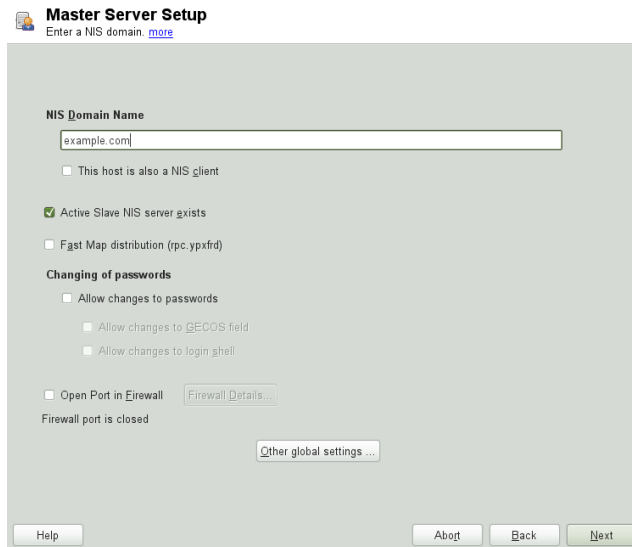 Master Server Setup
Enter a NIS domain. more
NIS Domain Name
example.com
This host is also a NIS client
Active Slave NIS server exists
Fast Map distribution (rpc.ypxfrd)
Changing of passwords
Allow changes to passwords
Allow changes to GECOS field
Allow changes to login shell
Open Port in Firewall Firewall Details...
Firewall port is closed
Other global settings ...
Help Abort Back Next